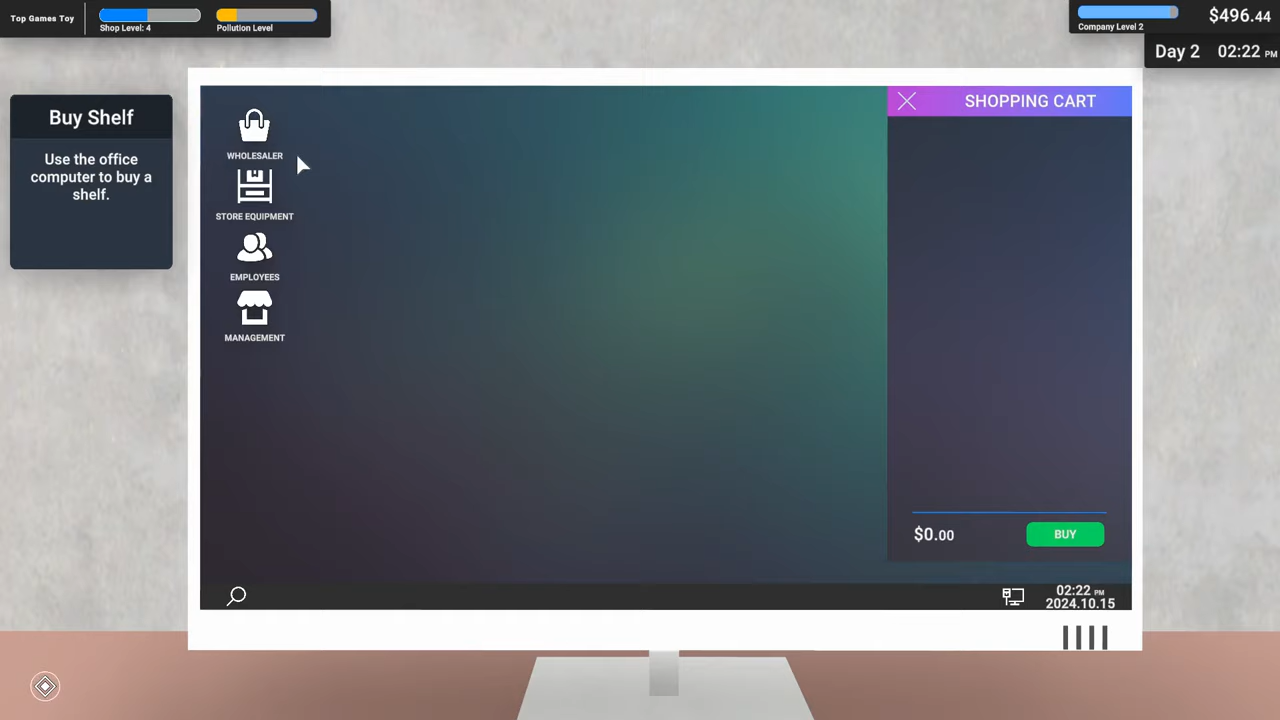 Top Games Toy
Shop Level: 4
Pollution Level
Company Level 2
$496.44
Day 2 02:22 PM
Buy Shelf
Use the office
computer to buy a
shelf.
WHOLESALER
STORE EQUIPMENT
EMPLOYEES
MANAGEMENT
SHOPPING CART
$0.00
BUY
02:22 PM
2024.10.15